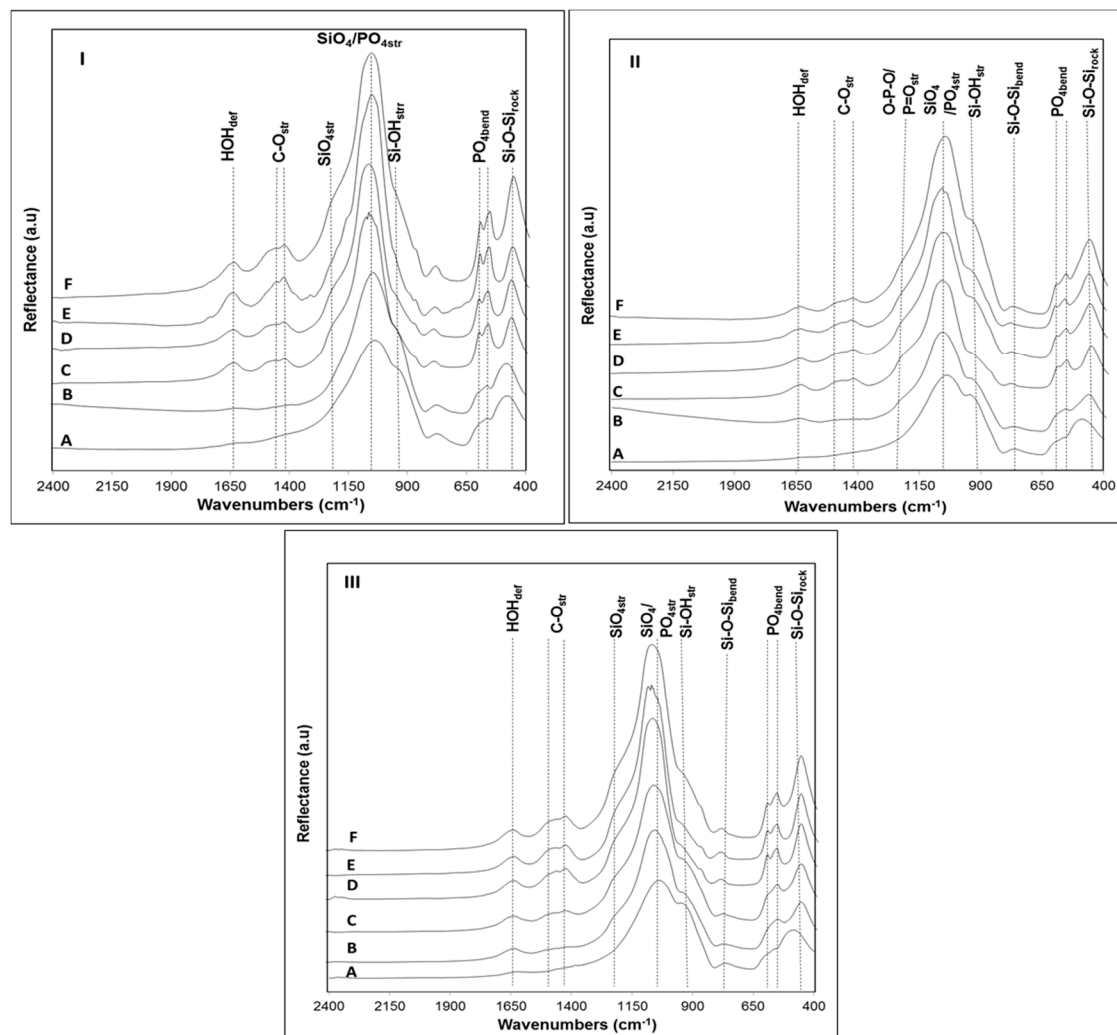 I
SiO4/PO4str
HOHdef
C-Ostr
SiO4str
Si-OHstrr
PO4bend
Si-O-Sirock
Reflectance (a.u)
F
E
D
C
B
A
2400 2150 1900 1650 1400 1150 900 650 400
Wavenumbers (cm-1)
II
HOHdef
C-Ostr
O-P-O/
P=Ostr
SiO4
/PO4str
Si-OHstr
Si-O-Sibend
PO4bend
Si-O-Sirock
Reflectance (a.u)
F
E
D
C
B
A
2400 1900 1400 900 650 400
Wavenumbers (cm-1)
III
HOHdef
C-Ostr
SiO4str
SiO4/
PO4str
Si-OHstr
Si-O-Sibend
PO4bend
Si-O-Sirock
Reflectance (a.u)
F
E
D
C
B
A
2400 2150 1900 1650 1400 1150 900 650 400
Wavenumbers (cm-1)